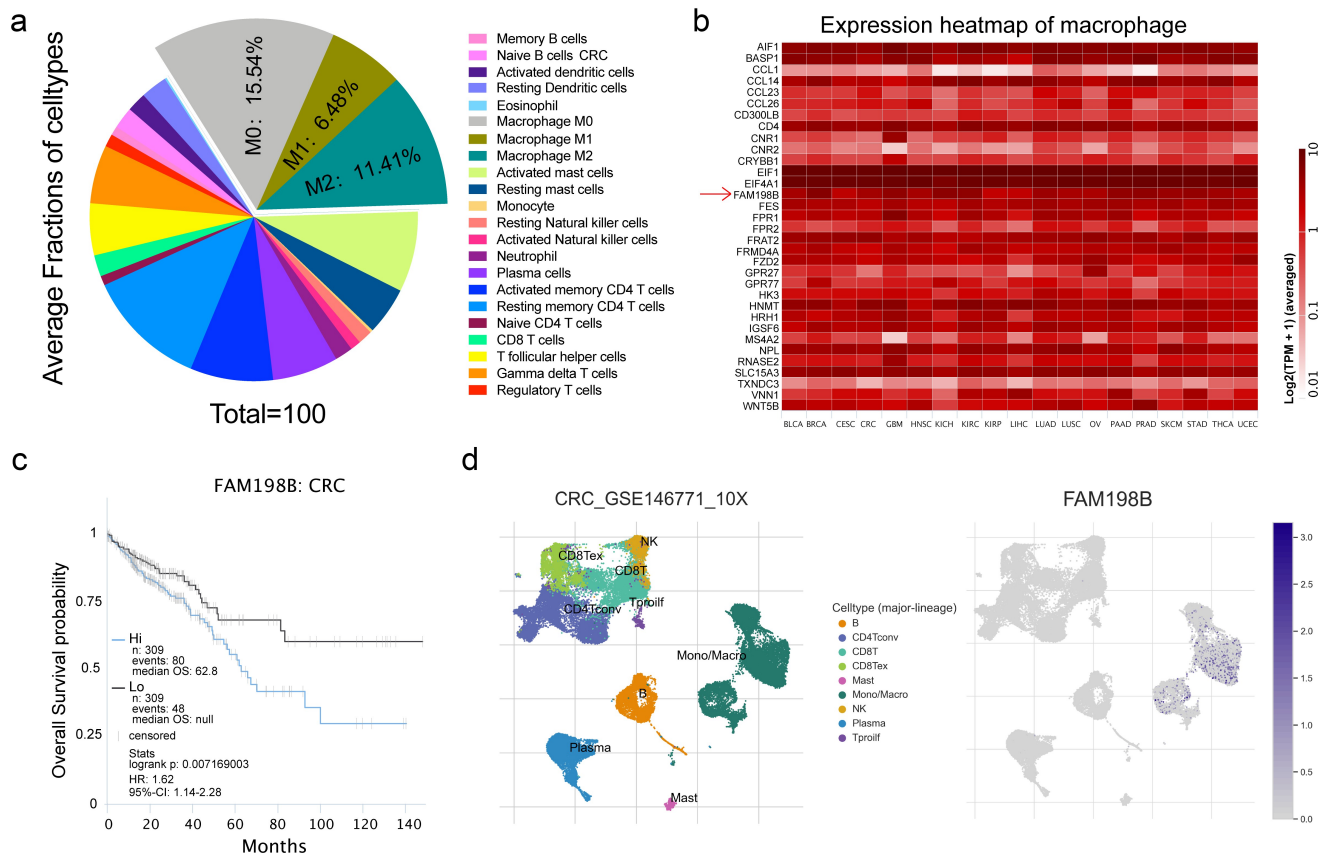 a
Average Fractions of celltypes
M0: 15.54%
M1: 6.48%
M2: 11.41%
Total=100
Memory B cells
Naive B cells CRC
Activated dendritic cells
Resting Dendritic cells
Eosinophil
Macrophage M0
Macrophage M1
Macrophage M2
Activated mast cells
Resting mast cells
Monocyte
Resting Natural killer cells
Activated Natural killer cells
Neutrophil
Plasma cells
Activated memory CD4 T cells
Resting memory CD4 T cells
Naive CD4 T cells
CD8 T cells
T follicular helper cells
Gamma delta T cells
Regulatory T cells
b
Expression heatmap of macrophage
AIF1
BASP1
CCL1
CCL14
CCL23
CCL26
CD300LB
CD4
CNR1
CNR2
CRYBB1
EIF1
EIF4A1
FAM198B
FES
FPR1
FPR2
FRAT2
FRMD4A
FZD2
GPR27
GPR77
HK3
HNMT
HRH1
IGSF6
MS4A2
NPL
RNASE2
SLC15A3
TXNDC3
VNN1
WNT5B
BLCA BRCA CESC CRC GBM HNSC KICH KIRC KIRP LIHC LUAD LUSC OV PAAD PRAD SKCM STAD THCA UCEC
Log2(TPM + 1) (averaged)
10
1
0.1
0.01
c
FAM198B: CRC
Overall Survival probability
1
0.75
0.5
0.25
0
Hi
n: 309
events: 80
median OS: 62.8
Lo
n: 309
events: 48
median OS: null
censored
Stats
logrank p: 0.007169003
HR: 1.62
95%-CI: 1.14-2.28
0 20 40 60 80 100 120 140
Months
d
CRC_GSE146771_10X
NK
CD8Tex
CD8T
CD4Tconv
Tproilf
Mono/Macro
B
Plasma
Mast
Celltype (major-lineage)
B
CD4Tconv
CD8T
CD8Tex
Mast
Mono/Macro
NK
Plasma
Tproilf
FAM198B
3.0
2.5
2.0
1.5
1.0
0.5
0.0